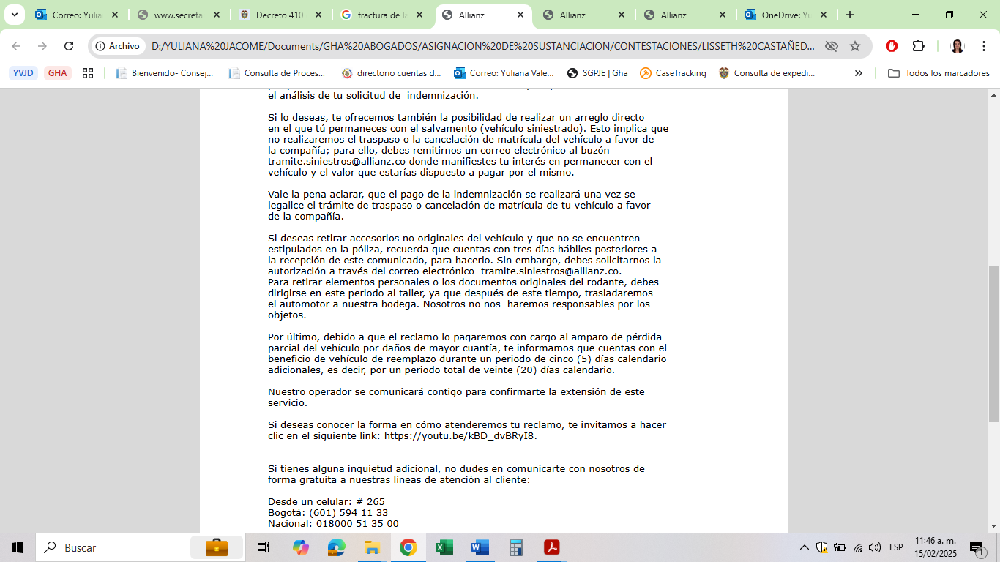 Correo: Yulia
www.secreta
Decreto 410
fractura de l
Allianz
Allianz
Allianz
OneDrive: Yu
Archivo
D:/YULIANA%20JACOME/Documents/GHA%20ABOGADOS/ASIGNACION%20DE%20SUSTANCIACION/CONTESTACIONES/LISSETH%20CASTAÑED...
YVJD
GHA
Bienvenido- Consej...
Consulta de Proces...
directorio cuentas d...
Correo: Yuliana Vale...
SGPJE | Gha
CaseTracking
Consulta de expedi...
Todos los marcadores
el análisis de tu solicitud de  indemnización.
Si lo deseas, te ofrecemos también la posibilidad de realizar un arreglo directo
en el que tú permaneces con el salvamento (vehículo siniestrado). Esto implica que
no realizaremos el traspaso o la cancelación de matrícula del vehículo a favor de
la compañía; para ello, debes remitirnos un correo electrónico al buzón
tramite.siniestros@allianz.co donde manifiestes tu interés en permanecer con el
vehículo y el valor que estarías dispuesto a pagar por el mismo.
Vale la pena aclarar, que el pago de la indemnización se realizará una vez se
legalice el trámite de traspaso o cancelación de matrícula de tu vehículo a favor
de la compañía.
Si deseas retirar accesorios no originales del vehículo y que no se encuentren
estipulados en la póliza, recuerda que cuentas con tres días hábiles posteriores a
la recepción de este comunicado, para hacerlo. Sin embargo, debes solicitarnos la
autorización a través del correo electrónico  tramite.siniestros@allianz.co.
Para retirar elementos personales o los documentos originales del rodante, debes
dirigirse en este periodo al taller, ya que después de este tiempo, trasladaremos
el automotor a nuestra bodega. Nosotros no nos  haremos responsables por los
objetos.
Por último, debido a que el reclamo lo pagaremos con cargo al amparo de pérdida
parcial del vehículo por daños de mayor cuantía, te informamos que cuentas con el
beneficio de vehículo de reemplazo durante un periodo de cinco (5) días calendario
adicionales, es decir, por un periodo total de veinte (20) días calendario.
Nuestro operador se comunicará contigo para confirmarte la extensión de este
servicio.
Si deseas conocer la forma en cómo atenderemos tu reclamo, te invitamos a hacer
clic en el siguiente link: https://youtu.be/kBD_dvBRyI8.
Si tienes alguna inquietud adicional, no dudes en comunicarte con nosotros de
forma gratuita a nuestras líneas de atención al cliente:
Desde un celular: # 265
Bogotá: (601) 594 11 33
Nacional: 018000 51 35 00
Buscar
ESP
11:46 a. m.
15/02/2025
1